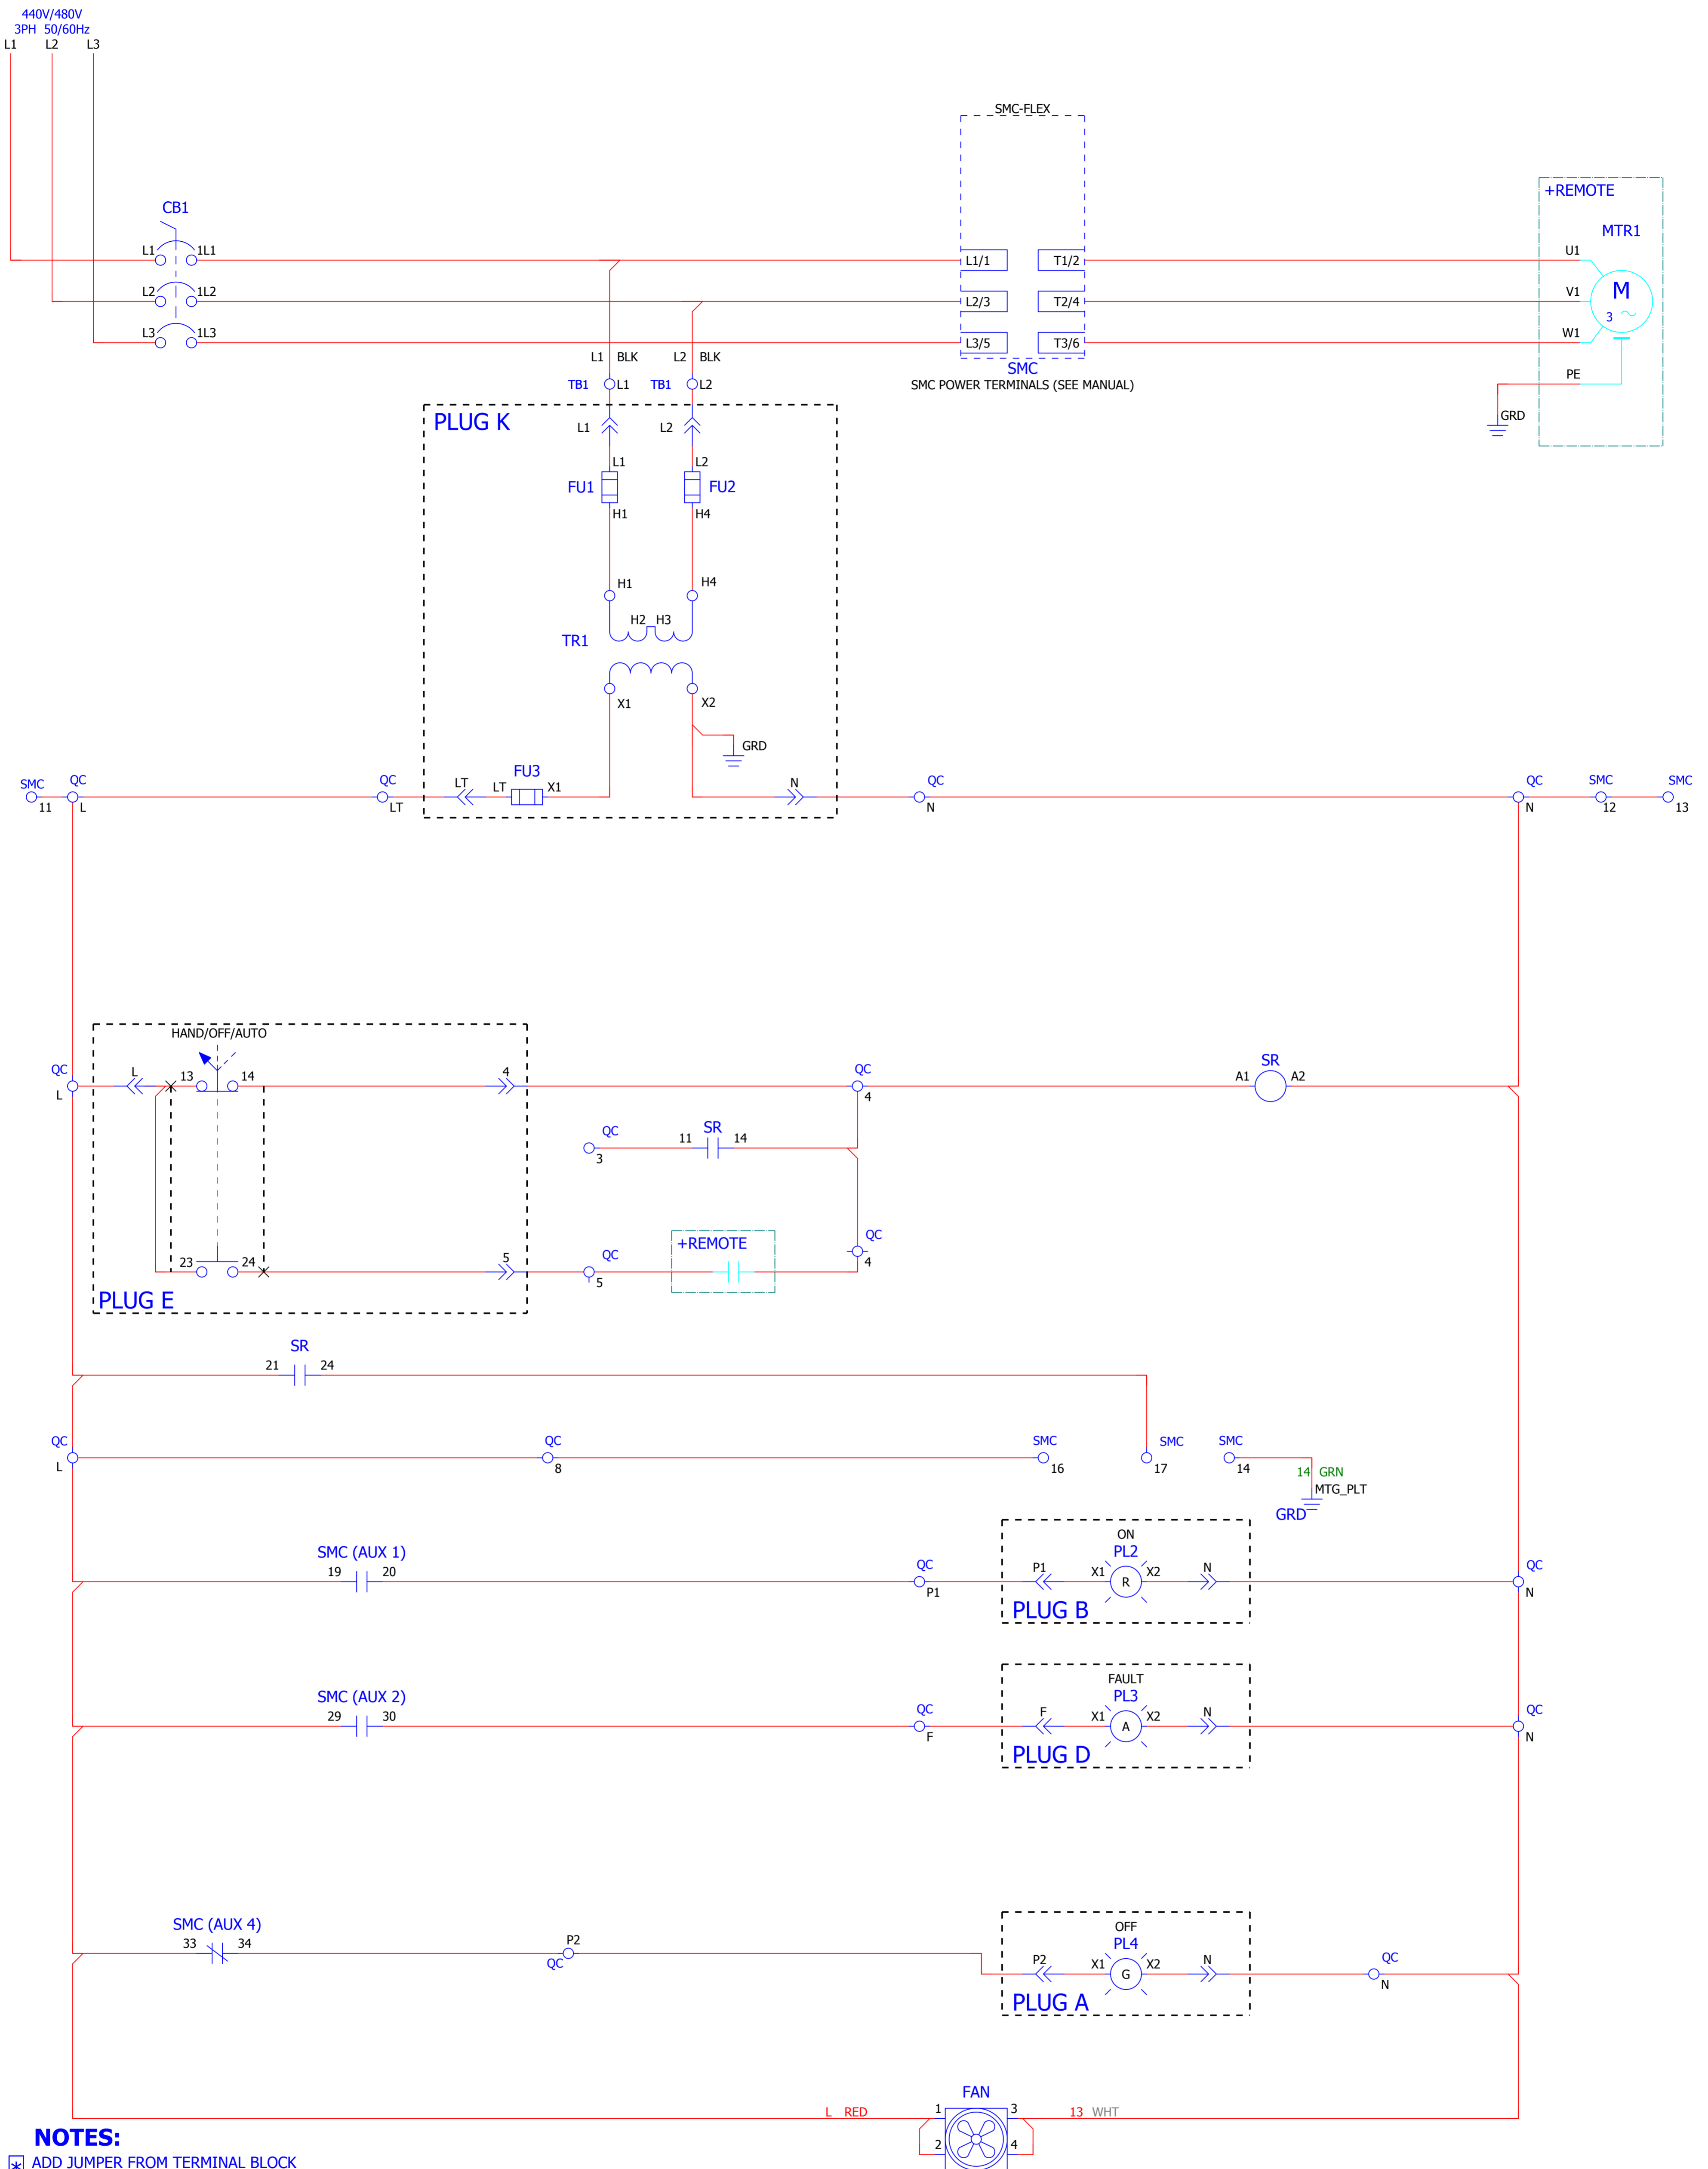 440V/480V
3PH 50/60Hz
L1 L2 L3
SMC-FLEX
+REMOTE
CB1
MTR1
L1 1L1
L1/1 T1/2
U1
L2 1L2
L2/3 T2/4
V1
M
3
L3 1L3
L3/5 T3/6
W1
SMC
SMC POWER TERMINALS (SEE MANUAL)
PE
GRD
L1 BLK L2 BLK
TB1 L1 TB1 L2
PLUG K
L1 L2
L1 L2
FU1 FU2
H1 H4
H1 H4
H2 H3
TR1
X1 X2
GRD
FU3
SMC QC QC LT LT X1 N QC QC SMC SMC
11 L LT N N 12 13
HAND/OFF/AUTO
QC L 13 14 4 QC SR
A1 A2
L 4
QC SR
11 14
3
+REMOTE
QC
23 24 5 QC
4
5
PLUG E
SR
21 24
QC QC SMC SMC SMC
L 8 16 17 14
14 GRN
MTG_PLT
GRD
ON
SMC (AUX 1) PL2
19 20 QC P1 X1 R X2 N QC
P1 N
PLUG B
FAULT
SMC (AUX 2) PL3
29 30 QC F X1 A X2 N QC
F N
PLUG D
OFF
SMC (AUX 4) PL4
33 34 P2
QC
P2 X1 G X2 N QC
N
PLUG A
FAN
L RED 1 3 13 WHT
2 4
NOTES:
* ADD JUMPER FROM TERMINAL BLOCK